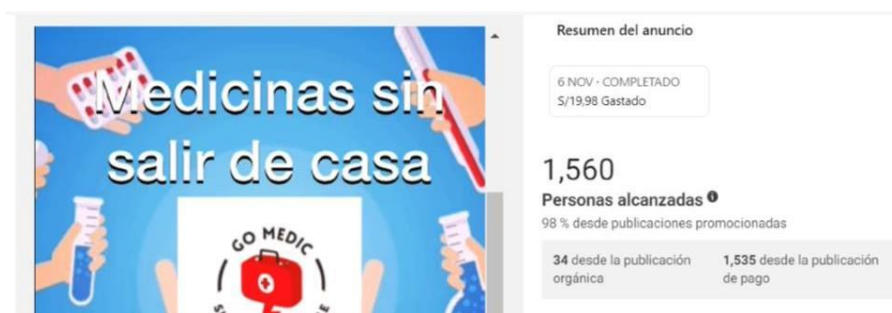 Medicinas sin
salir de casa
GO MEDIC
Resumen del anuncio
6 NOV - COMPLETADO
S/19,98 Gastado
1,560
Personas alcanzadas
98 % desde publicaciones promocionadas
34 desde la publicación
orgánica
1,535 desde la publicación
de pago